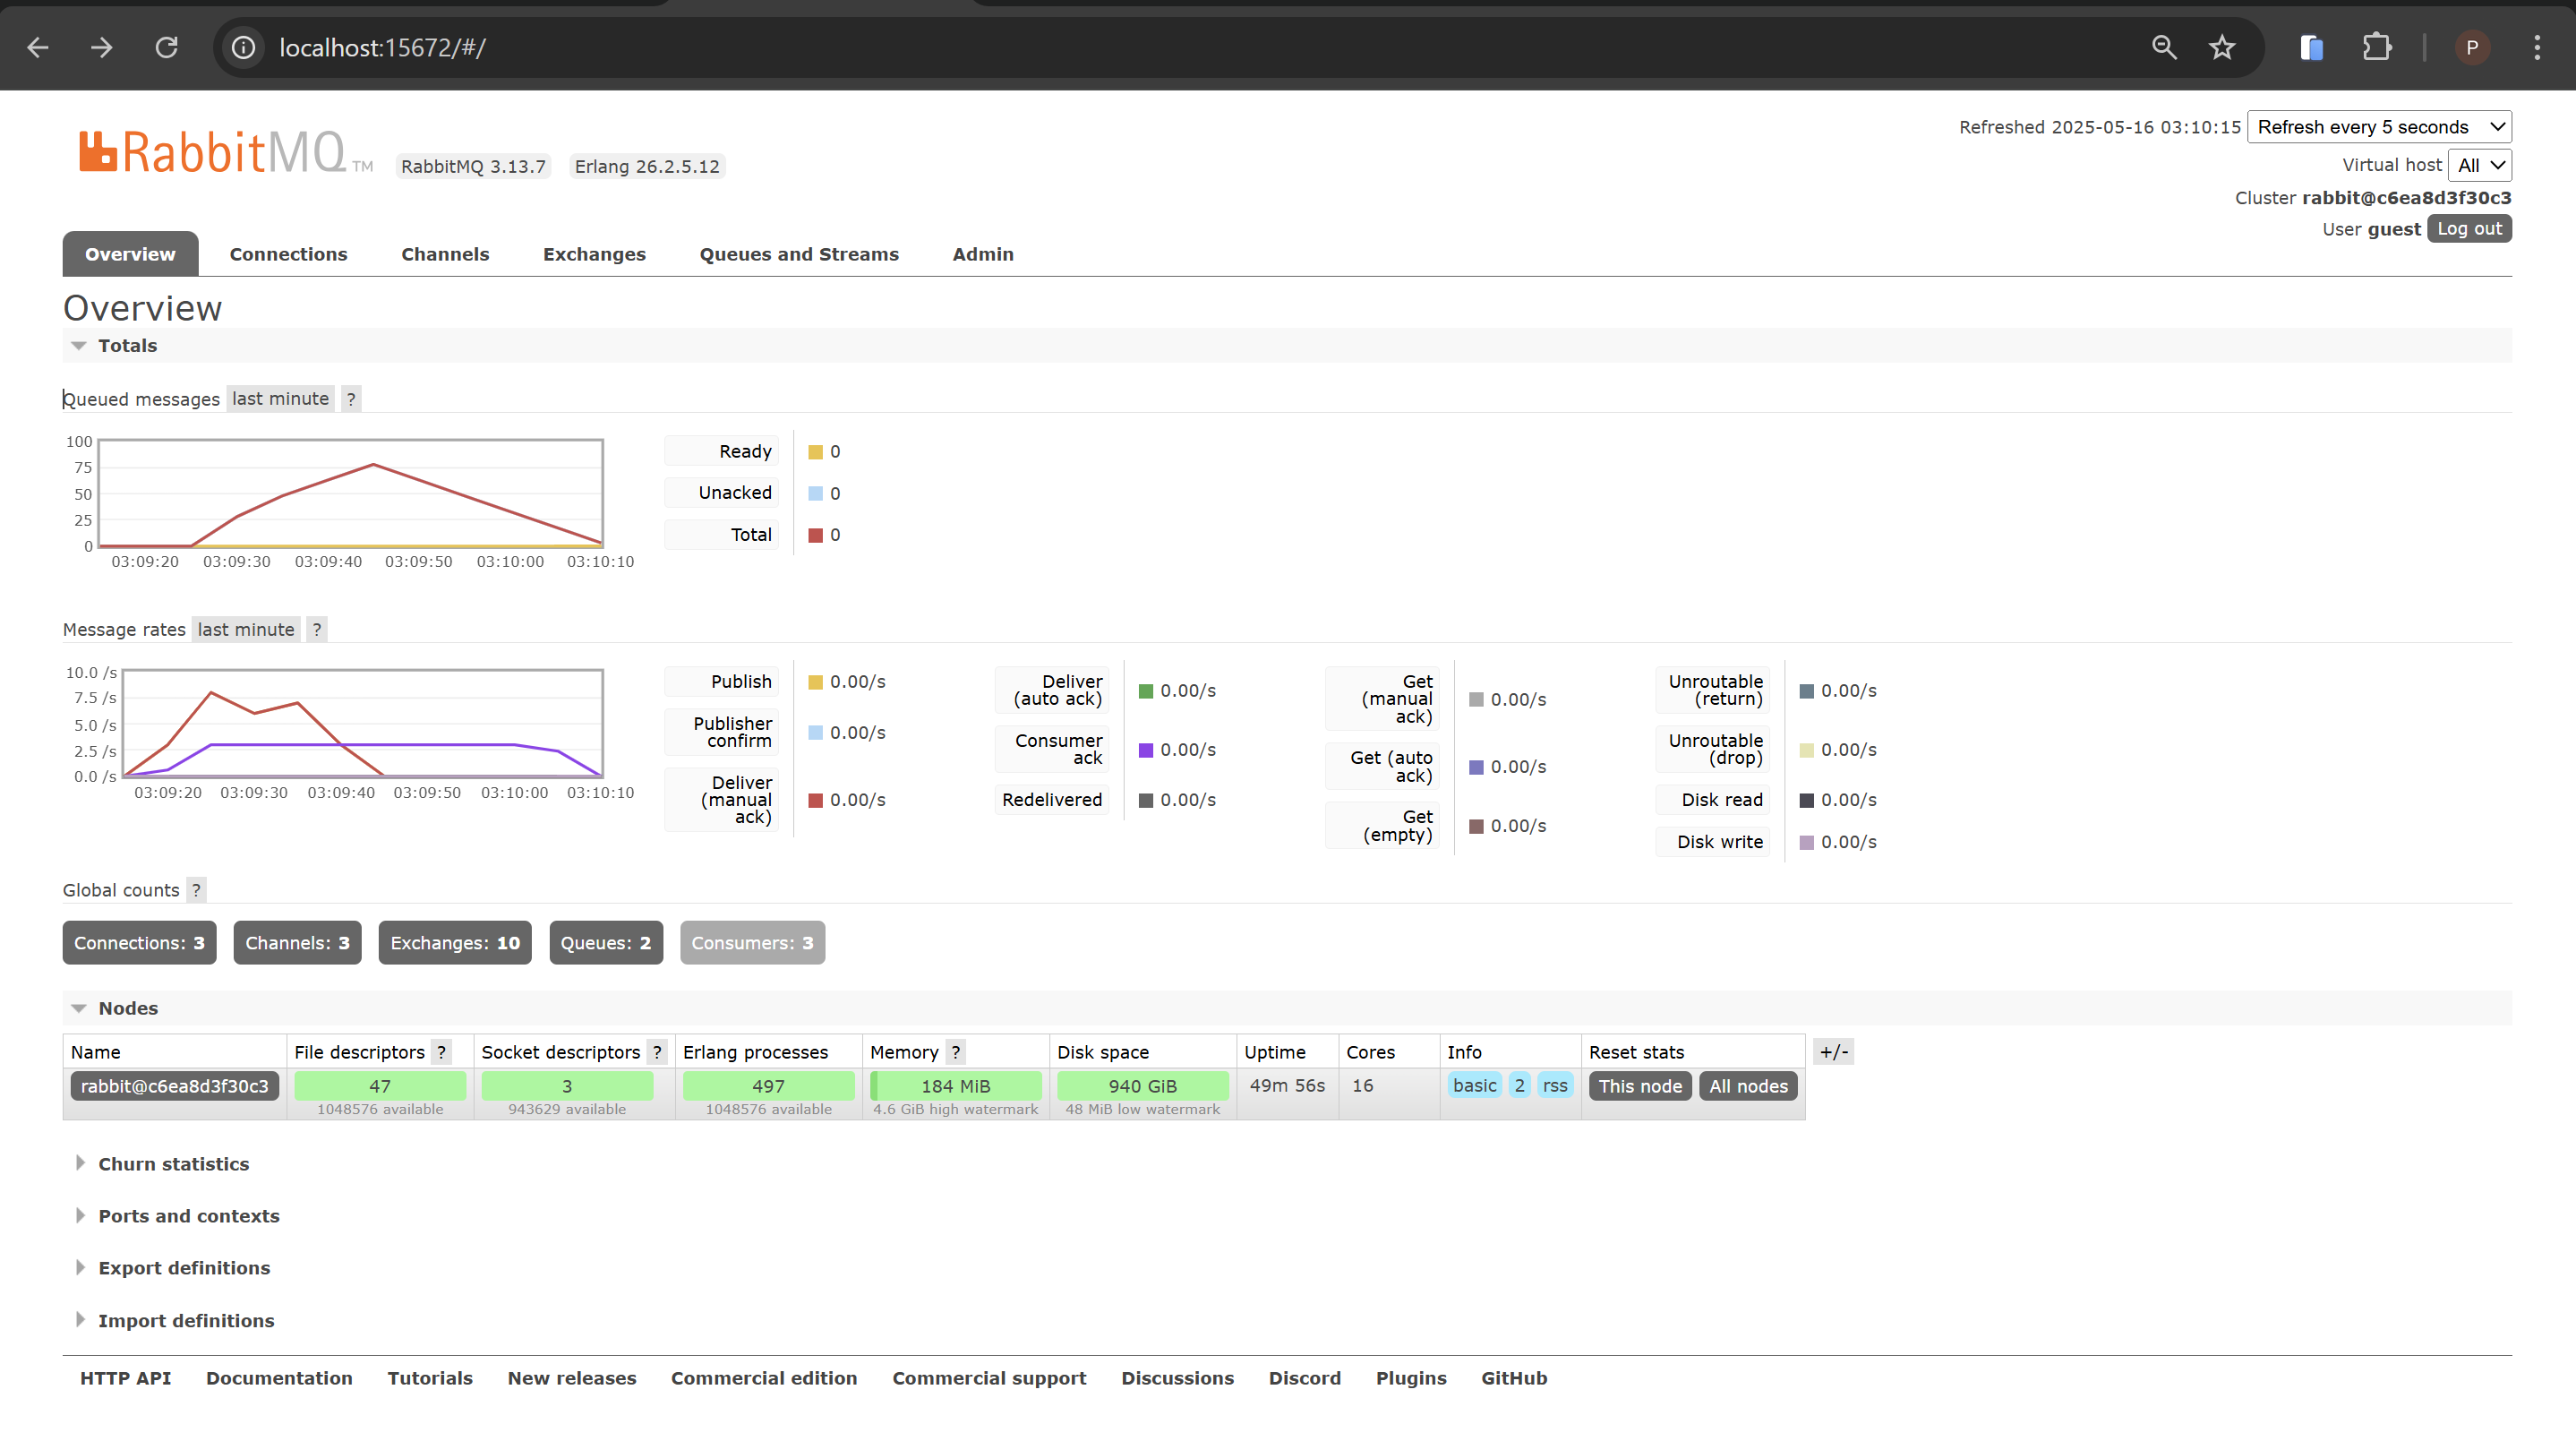 localhost:15672/#/
P
RabbitMQ TM
RabbitMQ 3.13.7
Erlang 26.2.5.12
Refreshed 2025-05-16 03:10:15
Refresh every 5 seconds
Virtual host
All
Cluster rabbit@c6ea8d3f30c3
User guest
Log out
Overview
Connections
Channels
Exchanges
Queues and Streams
Admin
Overview
Totals
Queued messages last minute ?
100
75
50
25
0
03:09:20
03:09:30
03:09:40
03:09:50
03:10:00
03:10:10
Ready 0
Unacked 0
Total 0
Message rates last minute ?
10.0 /s
7.5 /s
5.0 /s
2.5 /s
0.0 /s
03:09:20
03:09:30
03:09:40
03:09:50
03:10:00
03:10:10
Publish
0.00/s
Publisher
confirm
0.00/s
Deliver
(manual
ack)
0.00/s
Deliver
(auto ack)
0.00/s
Consumer
ack
0.00/s
Redelivered
0.00/s
Get
(manual
ack)
0.00/s
Get (auto
ack)
0.00/s
Get
(empty)
0.00/s
Unroutable
(return)
0.00/s
Unroutable
(drop)
0.00/s
Disk read
0.00/s
Disk write
0.00/s
Global counts ?
Connections: 3
Channels: 3
Exchanges: 10
Queues: 2
Consumers: 3
Nodes
Name
File descriptors ?
Socket descriptors ?
Erlang processes
Memory ?
Disk space
Uptime
Cores
Info
Reset stats
+/-
rabbit@c6ea8d3f30c3
47
1048576 available
3
943629 available
497
1048576 available
184 MiB
4.6 GiB high watermark
940 GiB
48 MiB low watermark
49m 56s
16
basic
2
rss
This node
All nodes
Churn statistics
Ports and contexts
Export definitions
Import definitions
HTTP API
Documentation
Tutorials
New releases
Commercial edition
Commercial support
Discussions
Discord
Plugins
GitHub